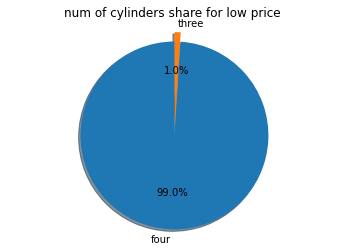 num of cylinders share for low price
three
1.0%
99.0%
four